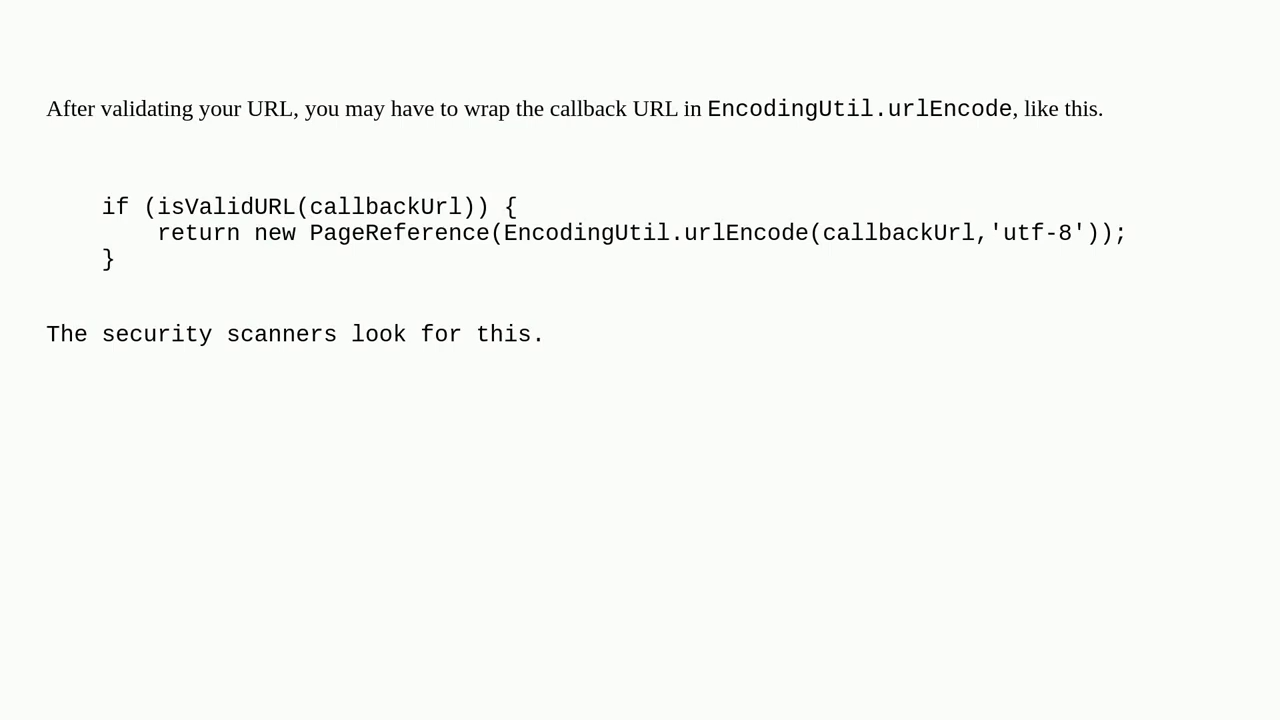 After validating your URL, you may have to wrap the callback URL in EncodingUtil.urlEncode, like this.
if (isValidURL(callbackUrl)) {
    return new PageReference(EncodingUtil.urlEncode(callbackUrl,'utf-8'));
}
The security scanners look for this.